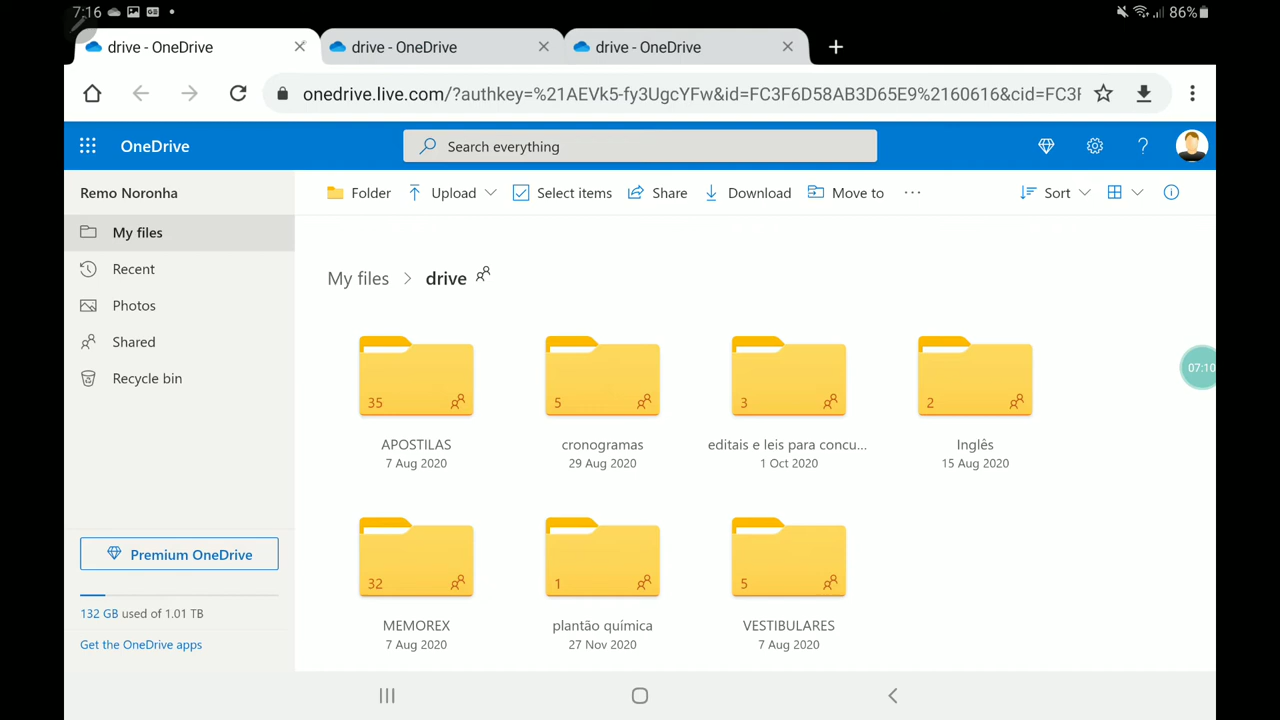 7:16
86%
drive - OneDrive
drive - OneDrive
drive - OneDrive
onedrive.live.com/?authkey=%21AEVk5-fy3UgcYFw&id=FC3F6D58AB3D65E9%2160616&cid=FC3F
OneDrive
Search everything
Remo Noronha
Folder Upload Select items Share Download Move to ... Sort
My files
Recent
Photos
Shared
Recycle bin
My files > drive
35 5 3 2
APOSTILAS cronogramas editais e leis para concu... Inglês
7 Aug 2020 29 Aug 2020 1 Oct 2020 15 Aug 2020
07:10
32 1 5
MEMOREX plantão química VESTIBULARES
7 Aug 2020 27 Nov 2020 7 Aug 2020
Premium OneDrive
132 GB used of 1.01 TB
Get the OneDrive apps